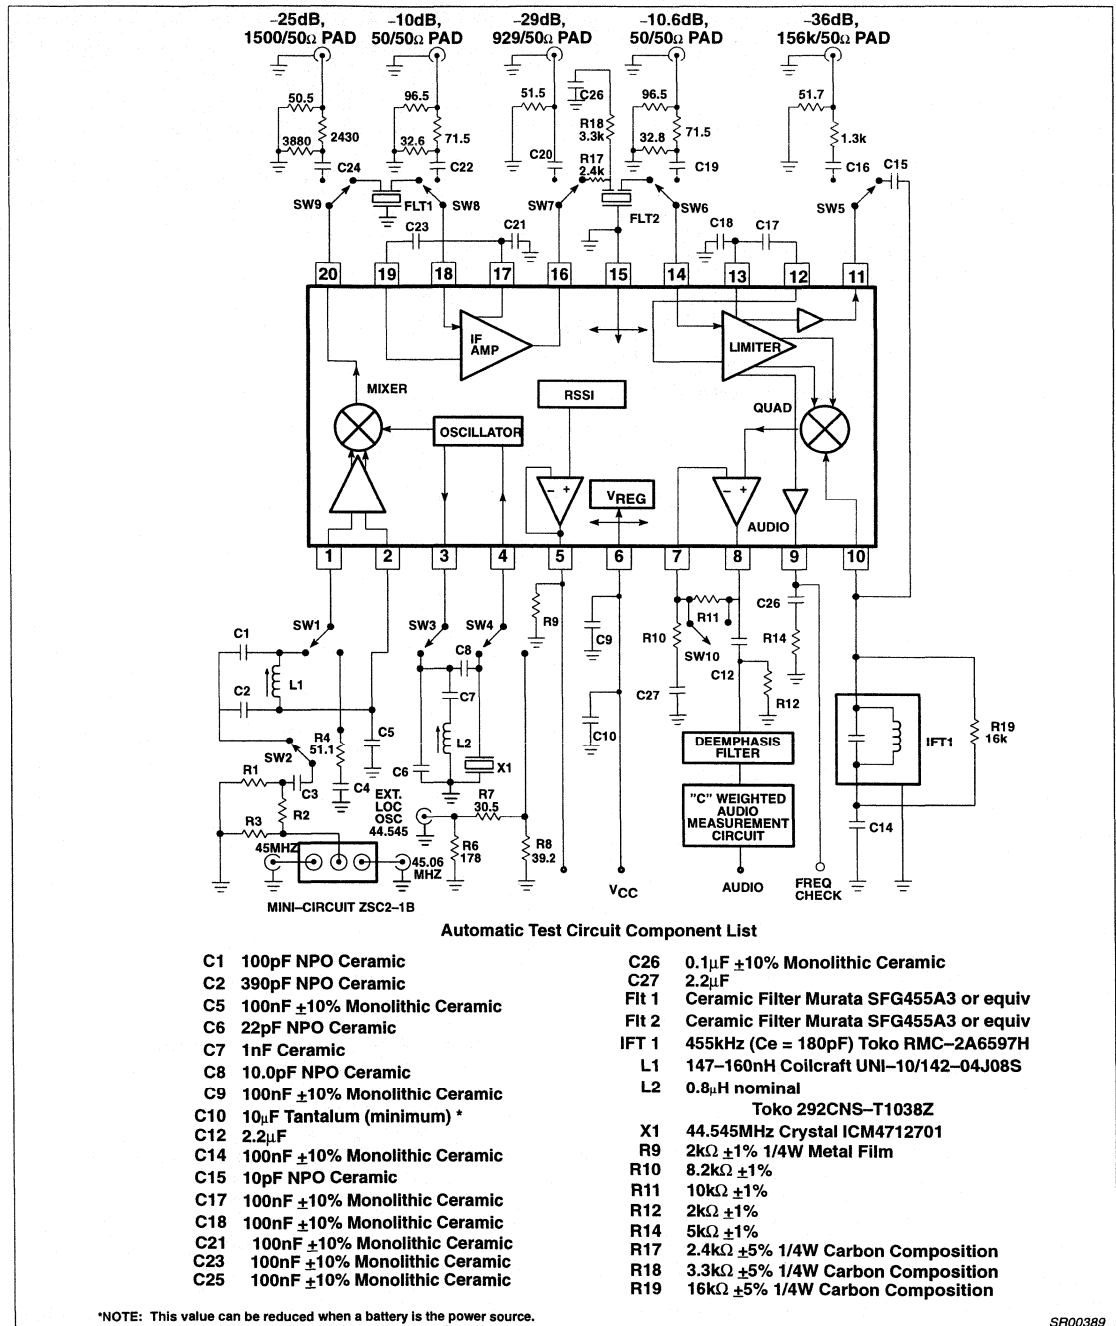 –25dB,
1500/50Ω PAD
–10dB,
50/50Ω PAD
–29dB,
929/50Ω PAD
–10.6dB,
50/50Ω PAD
–36dB,
156k/50Ω PAD
50.5
2430
3880
C24
96.5
71.5
32.6
C22
51.5
C20
C26
R18
3.3k
R17
2.4k
96.5
71.5
32.8
C19
51.7
1.3k
C16
C15
SW9
FLT1
SW8
SW7
FLT2
SW6
SW5
C23
C21
C18
C17
20
19
18
17
16
15
14
13
12
11
IF
AMP
LIMITER
MIXER
RSSI
QUAD
OSCILLATOR
– +
VREG
– +
AUDIO
1
2
3
4
5
6
7
8
9
10
SW1
SW3
SW4
R9
C9
R10
R11
SW10
C26
R14
C1
L1
C2
C8
C7
C12
R12
C27
C5
L2
C10
R19
16k
IFT1
R4
51.1
SW2
C6
X1
DEEMPHASIS
FILTER
R1
C3
C4
R2
EXT.
LOC
OSC
44.545
R7
30.5
"C" WEIGHTED
AUDIO
MEASUREMENT
CIRCUIT
C14
R3
45MHZ
45.06
MHZ
R6
178
R8
39.2
VCC
AUDIO
FREQ
CHECK
MINI–CIRCUIT ZSC2–1B
Automatic Test Circuit Component List
C1 100pF NPO Ceramic
C2 390pF NPO Ceramic
C5 100nF ±10% Monolithic Ceramic
C6 22pF NPO Ceramic
C7 1nF Ceramic
C8 10.0pF NPO Ceramic
C9 100nF ±10% Monolithic Ceramic
C10 10µF Tantalum (minimum) *
C12 2.2µF
C14 100nF ±10% Monolithic Ceramic
C15 10pF NPO Ceramic
C17 100nF ±10% Monolithic Ceramic
C18 100nF ±10% Monolithic Ceramic
C21 100nF ±10% Monolithic Ceramic
C23 100nF ±10% Monolithic Ceramic
C25 100nF ±10% Monolithic Ceramic
C26 0.1µF ±10% Monolithic Ceramic
C27 2.2µF
Flt 1 Ceramic Filter Murata SFG455A3 or equiv
Flt 2 Ceramic Filter Murata SFG455A3 or equiv
IFT 1 455kHz (Ce = 180pF) Toko RMC–2A6597H
L1 147–160nH Coilcraft UNI–10/142–04J08S
L2 0.8µH nominal
Toko 292CNS–T1038Z
X1 44.545MHz Crystal ICM4712701
R9 2kΩ ±1% 1/4W Metal Film
R10 8.2kΩ ±1%
R11 10kΩ ±1%
R12 2kΩ ±1%
R14 5kΩ ±1%
R17 2.4kΩ ±5% 1/4W Carbon Composition
R18 3.3kΩ ±5% 1/4W Carbon Composition
R19 16kΩ ±5% 1/4W Carbon Composition
*NOTE: This value can be reduced when a battery is the power source.
SR00389